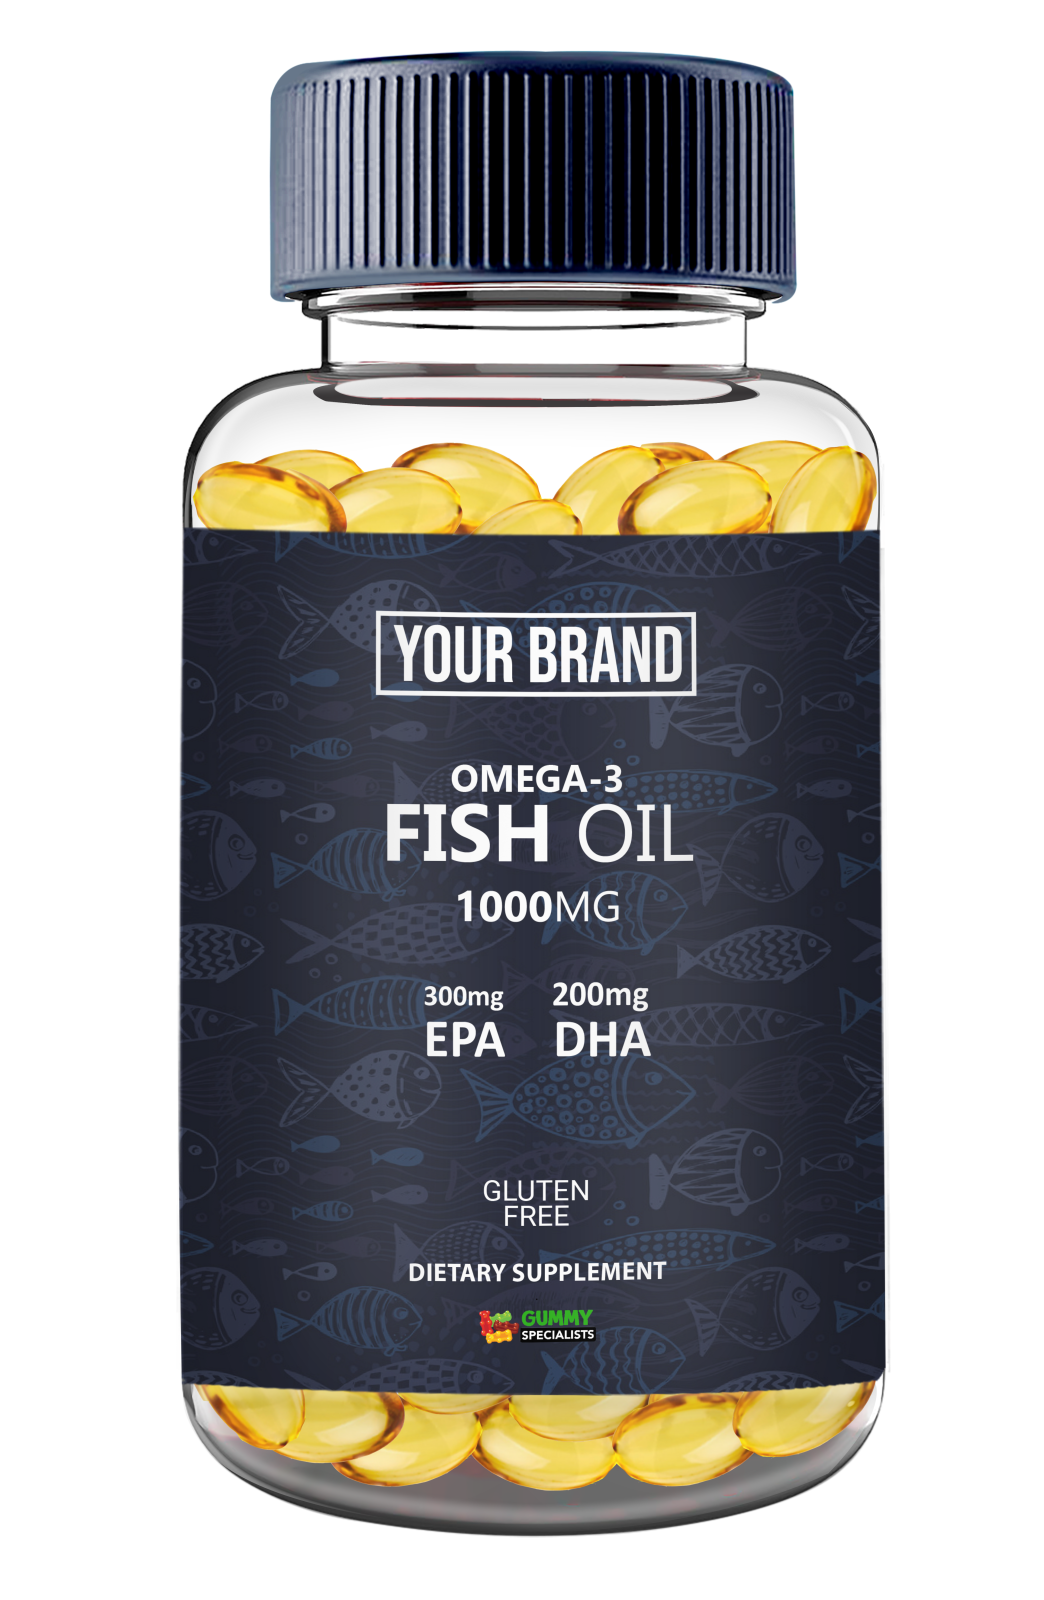 YOUR BRAND
OMEGA-3
FISH OIL
1000MG
300mg 200mg
EPA DHA
GLUTEN
FREE
DIETARY SUPPLEMENT
GUMMY
SPECIALISTS